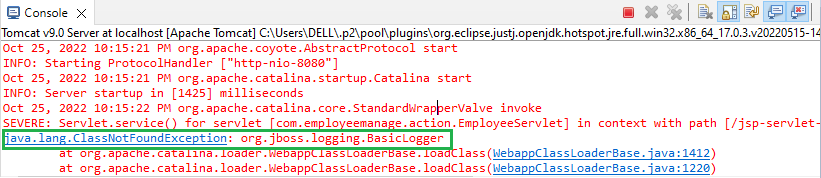 Console
Tomcat v9.0 Server at localhost [Apache Tomcat] C:\Users\DELL\.p2\pool\plugins\org.eclipse.justj.openjdk.hotspot.jre.full.win32.x86_64_17.0.3.v20220515-14
Oct 25, 2022 10:15:21 PM org.apache.coyote.AbstractProtocol start
INFO: Starting ProtocolHandler ["http-nio-8080"]
Oct 25, 2022 10:15:21 PM org.apache.catalina.startup.Catalina start
INFO: Server startup in [1425] milliseconds
Oct 25, 2022 10:15:22 PM org.apache.catalina.core.StandardWrapperValve invoke
SEVERE: Servlet.service() for servlet [com.employeemanage.action.EmployeeServlet] in context with path [/jsp-servlet-
java.lang.ClassNotFoundException: org.jboss.logging.BasicLogger
at org.apache.catalina.loader.WebappClassLoaderBase.loadClass(WebappClassLoaderBase.java:1412)
at org.apache.catalina.loader.WebappClassLoaderBase.loadClass(WebappClassLoaderBase.java:1220)